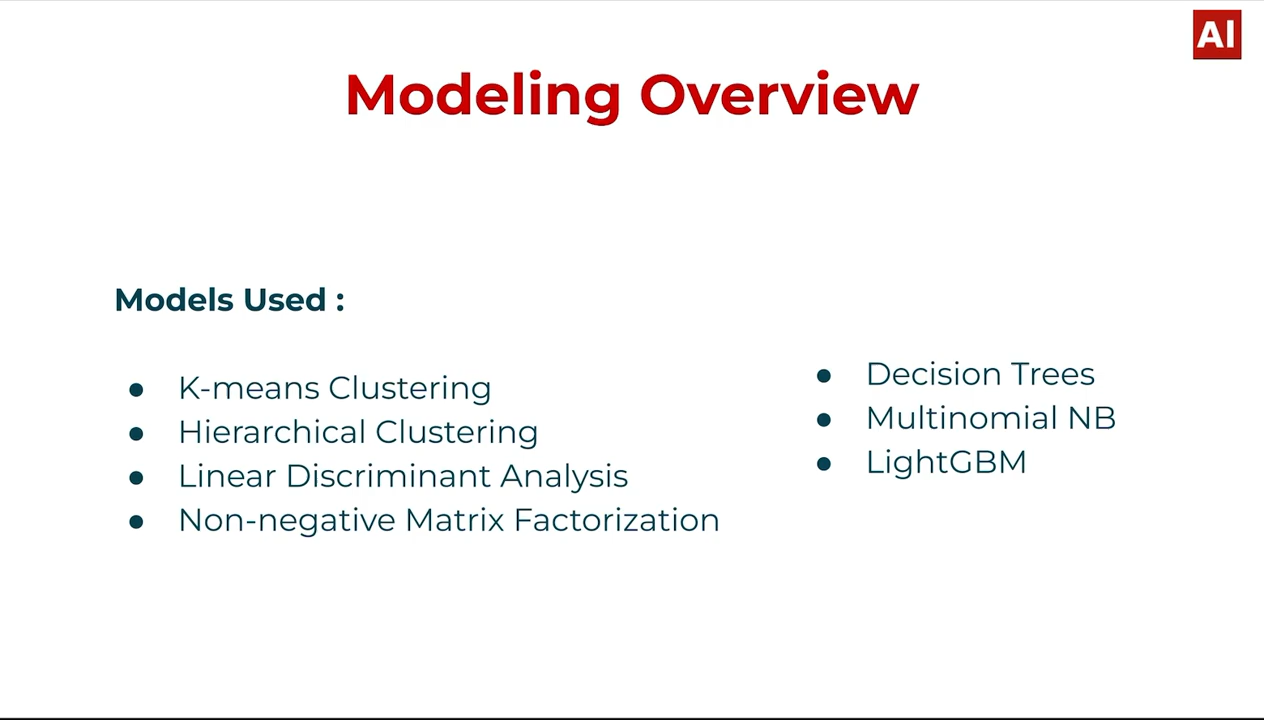 AI
Modeling Overview
Models Used :
● K-means Clustering
● Hierarchical Clustering
● Linear Discriminant Analysis
● Non-negative Matrix Factorization
● Decision Trees
● Multinomial NB
● LightGBM